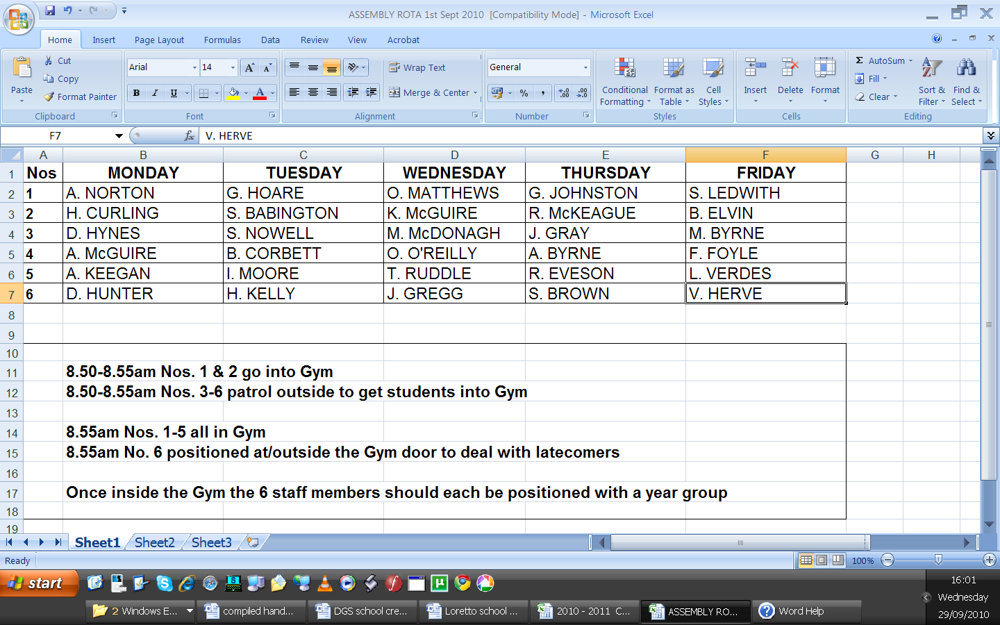 ASSEMBLY ROTA 1st Sept 2010 [Compatibility Mode] - Microsoft Excel
Home Insert Page Layout Formulas Data Review View Acrobat
Paste Cut Copy Format Painter
Clipboard
Arial 14
B I U
Font
Wrap Text
Merge & Center
Alignment
General
% ,
Number
Conditional Formatting Format as Table Cell Styles
Styles
Insert Delete Format
Cells
AutoSum Fill Clear Sort & Filter Find & Select
Editing
F7 fx V. HERVE
A B C D E F G H
1 Nos MONDAY TUESDAY WEDNESDAY THURSDAY FRIDAY
2 1 A. NORTON G. HOARE O. MATTHEWS G. JOHNSTON S. LEDWITH
3 2 H. CURLING S. BABINGTON K. McGUIRE R. McKEAGUE B. ELVIN
4 3 D. HYNES S. NOWELL M. McDONAGH J. GRAY M. BYRNE
5 4 A. McGUIRE B. CORBETT O. O'REILLY A. BYRNE F. FOYLE
6 5 A. KEEGAN I. MOORE T. RUDDLE R. EVESON L. VERDES
7 6 D. HUNTER H. KELLY J. GREGG S. BROWN V. HERVE
8
9
10
11 8.50-8.55am Nos. 1 & 2 go into Gym
12 8.50-8.55am Nos. 3-6 patrol outside to get students into Gym
13
14 8.55am Nos. 1-5 all in Gym
15 8.55am No. 6 positioned at/outside the Gym door to deal with latecomers
16
17 Once inside the Gym the 6 staff members should each be positioned with a year group
18
19
Sheet1 Sheet2 Sheet3
Ready 100%
start
16:01
Wednesday
29/09/2010
2 Windows E... compiled hand... DGS school cre... Loretto school ... 2010 - 2011 C... ASSEMBLY RO... Word Help